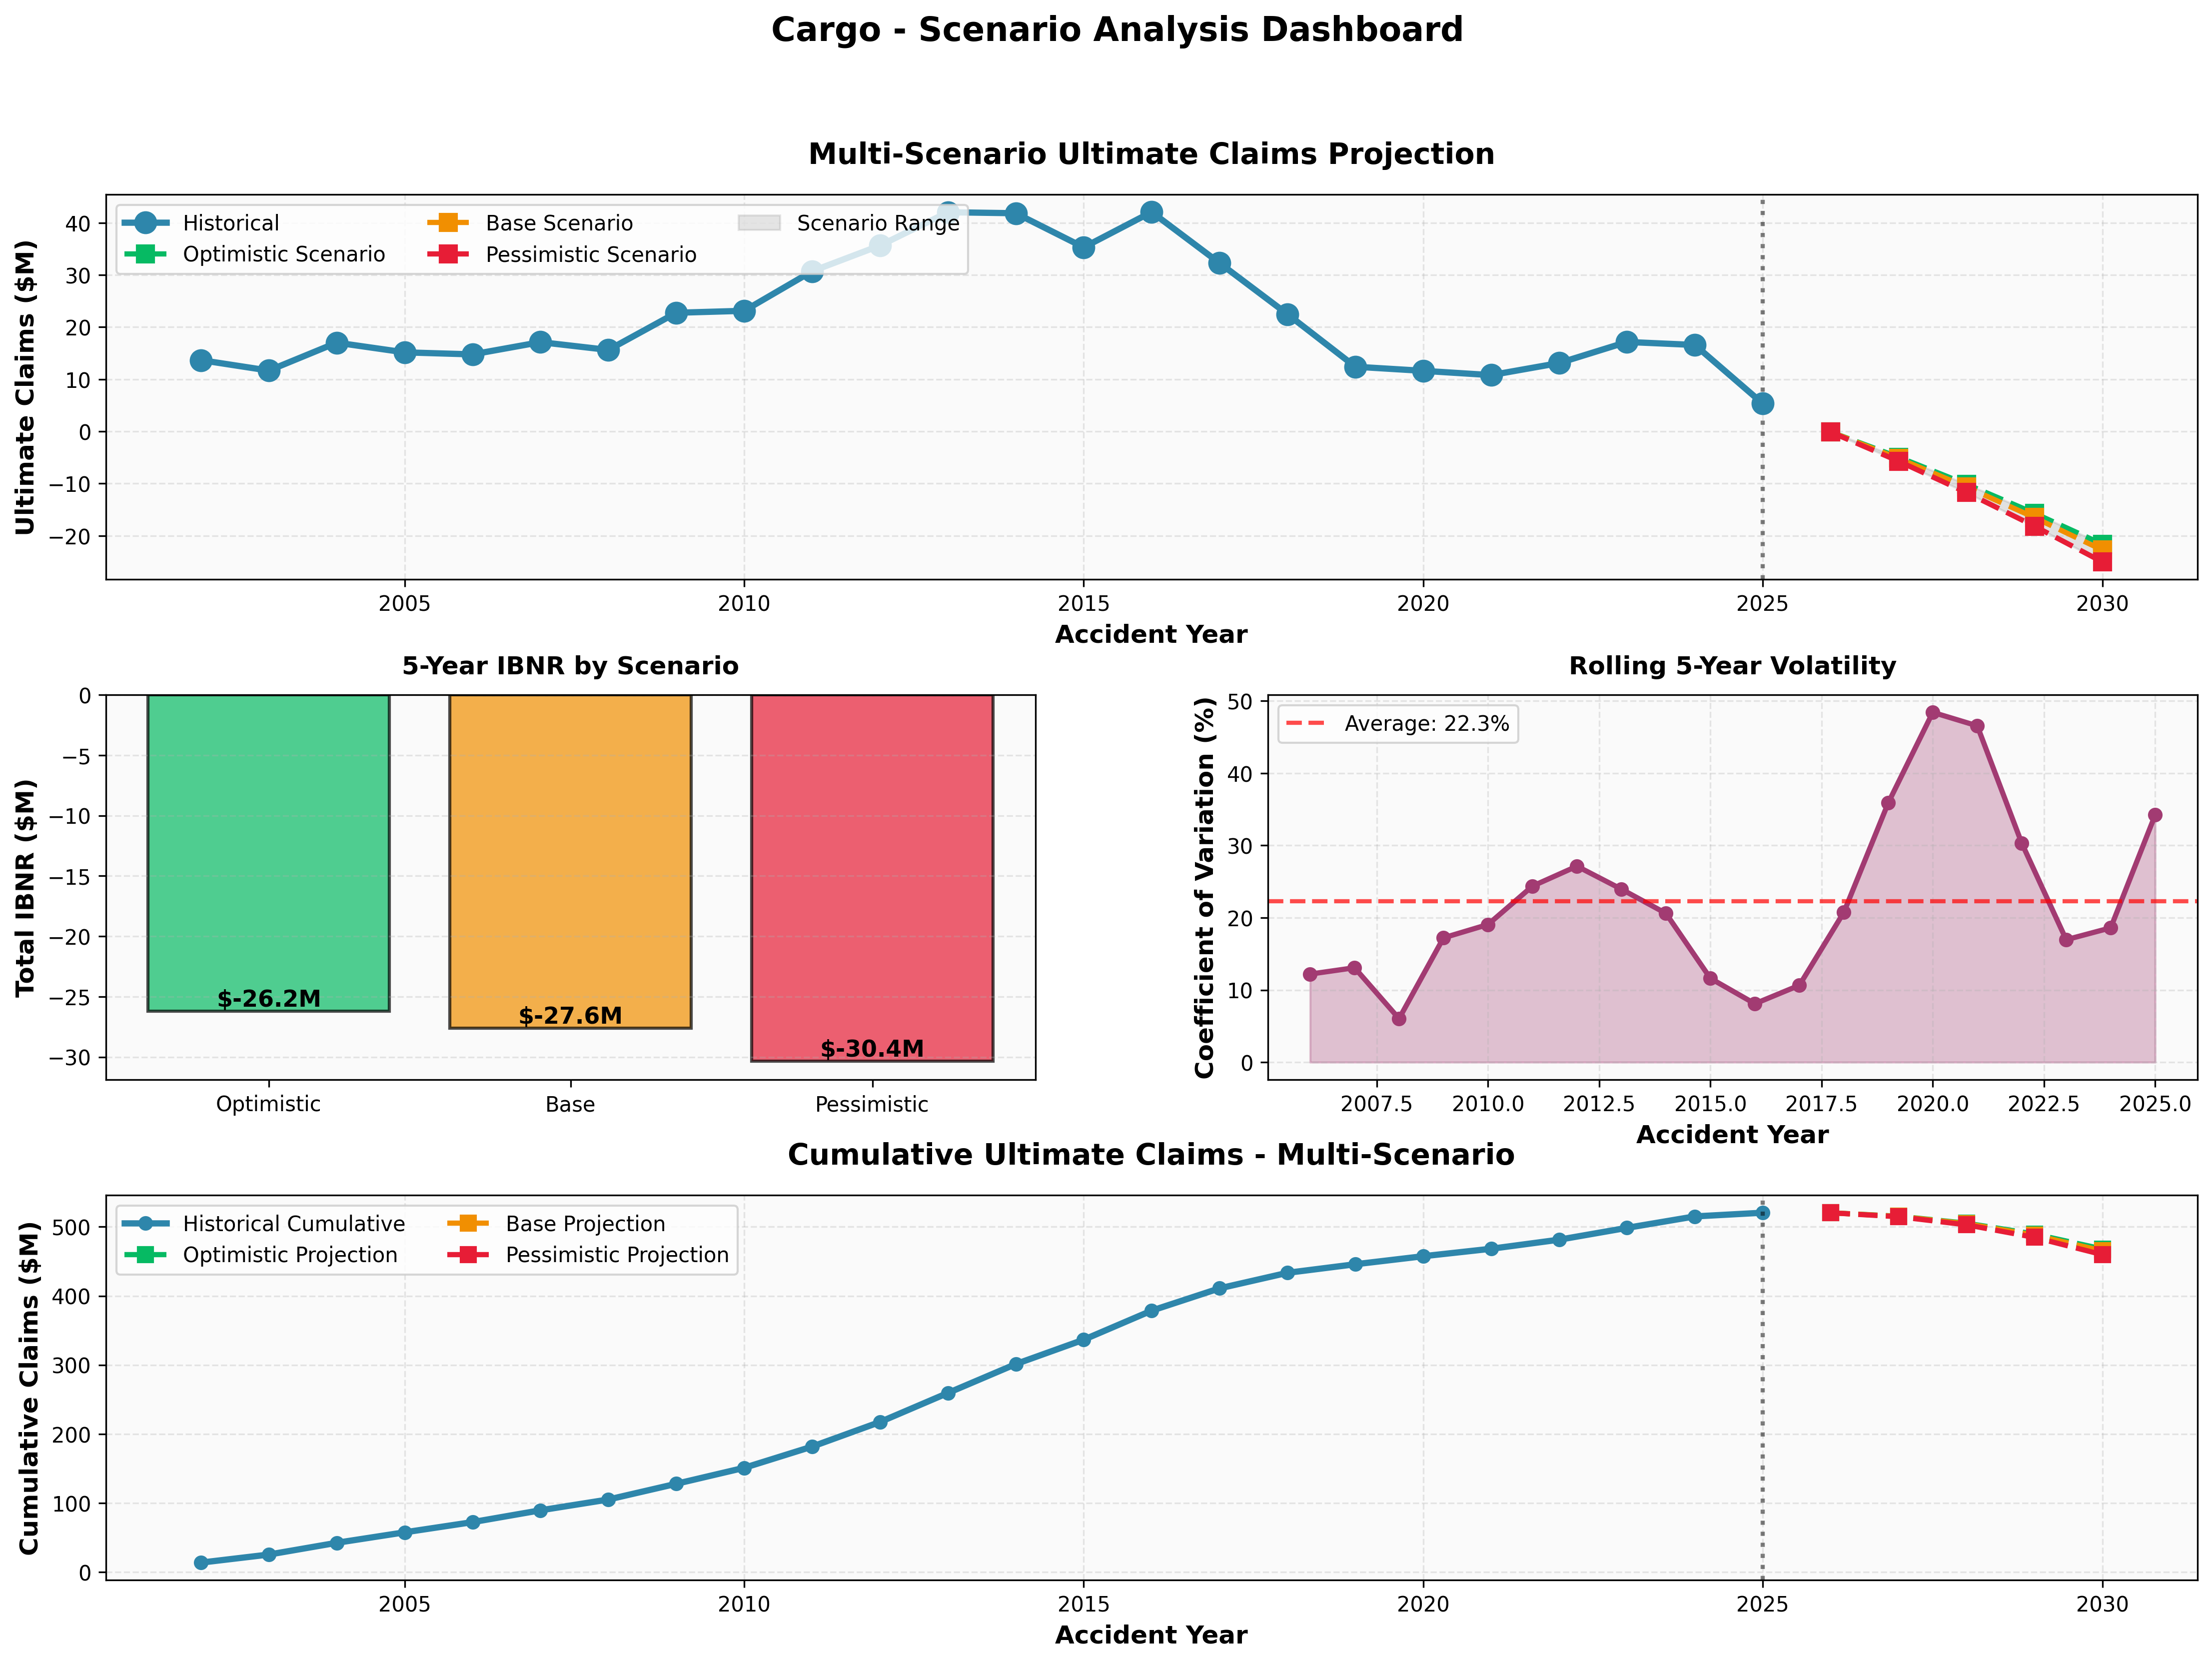 Cargo - Scenario Analysis Dashboard
Multi-Scenario Ultimate Claims Projection
Historical
Optimistic Scenario
Base Scenario
Pessimistic Scenario
Scenario Range
Ultimate Claims ($M)
40
30
20
10
0
−10
−20
2005
2010
2015
2020
2025
2030
Accident Year
5-Year IBNR by Scenario
Total IBNR ($M)
0
−5
−10
−15
−20
−25
−30
$-26.2M
$-27.6M
$-30.4M
Optimistic
Base
Pessimistic
Rolling 5-Year Volatility
Average: 22.3%
Coefficient of Variation (%)
50
40
30
20
10
0
2007.5
2010.0
2012.5
2015.0
2017.5
2020.0
2022.5
2025.0
Accident Year
Cumulative Ultimate Claims - Multi-Scenario
Historical Cumulative
Optimistic Projection
Base Projection
Pessimistic Projection
Cumulative Claims ($M)
500
400
300
200
100
0
2005
2010
2015
2020
2025
2030
Accident Year